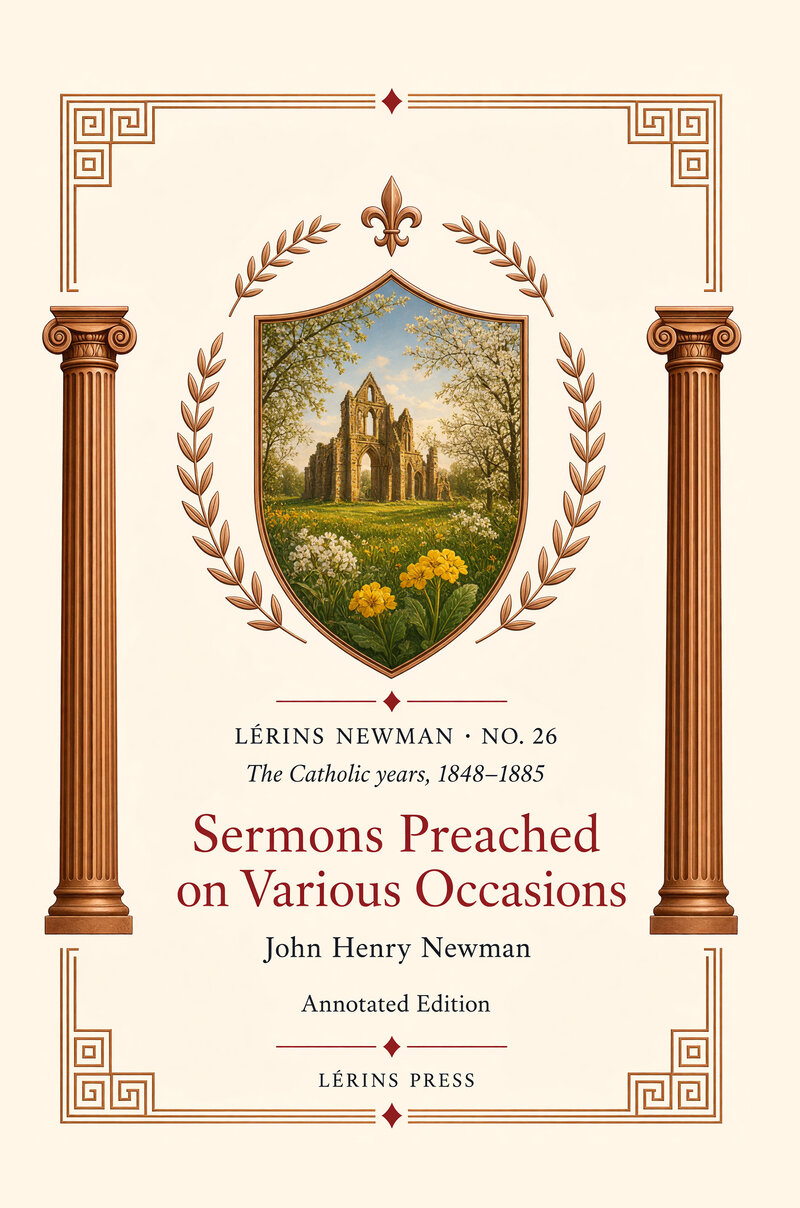 LÉRINS NEWMAN · NO. 26
The Catholic years, 1848–1885
Sermons Preached
on Various Occasions
John Henry Newman
Annotated Edition
LÉRINS PRESS